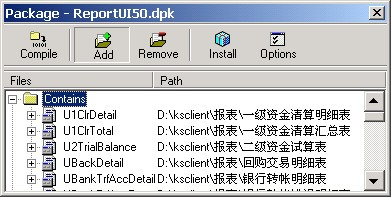 Package - ReportUI50.dpk
Compile Add Remove Install Options
Files Path
Contains
U1ClrDetail D:\ksclient\报表\一级资金清算明细表
U1ClrTotal D:\ksclient\报表\一级资金清算汇总表
U2TrialBalance D:\ksclient\报表\二级资金试算表
UBackDetail D:\ksclient\报表\回购交易明细表
UBankTrfAccDetail D:\ksclient\报表\银行转帐明细表